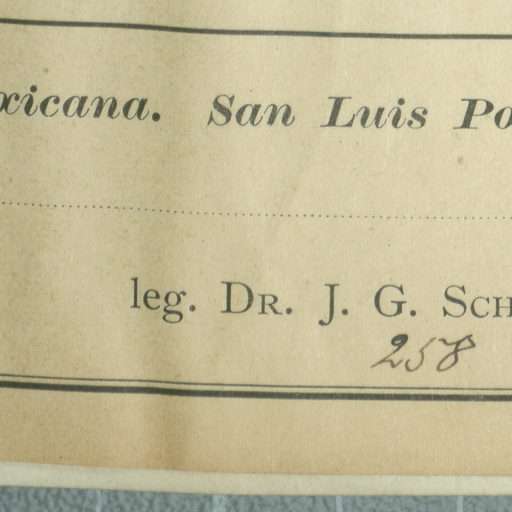 xicana. San Luis Po
leg. Dr. J. G. Sch
258